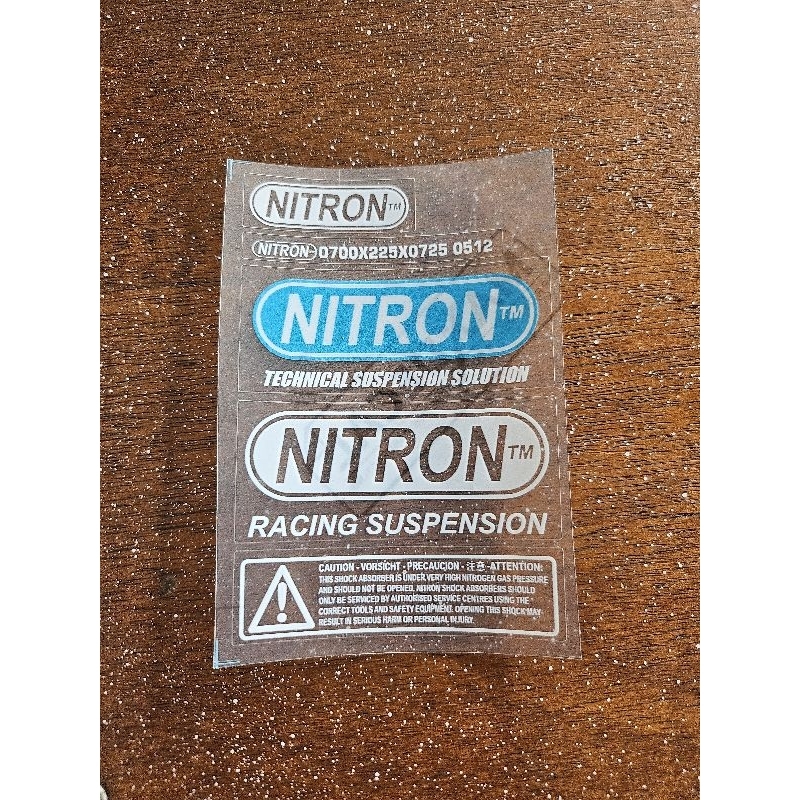 NITRON™
NITRON 0700X225X0725 0512
NITRON™
TECHNICAL SUSPENSION SOLUTION
NITRON™
RACING SUSPENSION
CAUTION - VORSICHT - PRECAUCION - 注意 - ATTENTION:
THIS SHOCK ABSORBER IS UNDER VERY HIGH NITROGEN GAS PRESSURE
AND SHOULD NOT BE OPENED. NITRON SHOCK ABSORBERS SHOULD
ONLY BE SERVICED BY AUTHORISED SERVICE CENTRES USING THE
CORRECT TOOLS AND SAFETY EQUIPMENT. OPENING THIS SHOCK MAY
RESULT IN SERIOUS HARM OR PERSONAL INJURY.